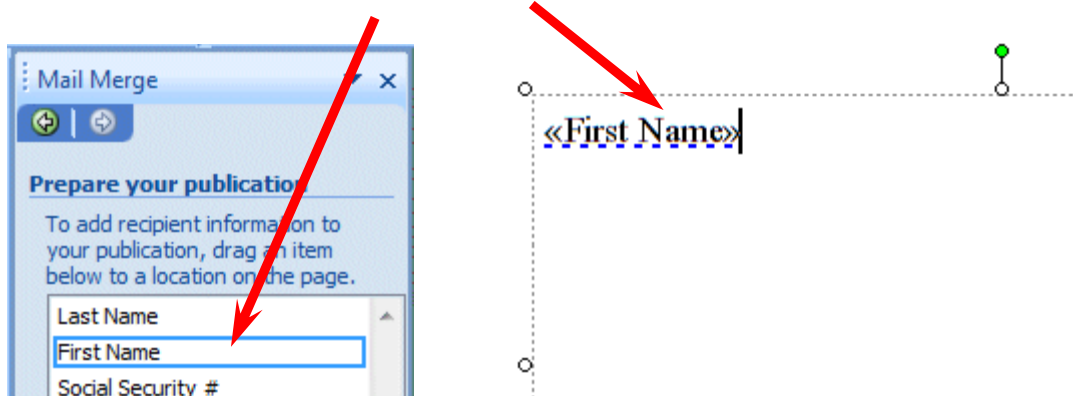 Mail Merge
Prepare your publication
To add recipient information to
your publication, drag an item
below to a location on the page.
Last Name
First Name
Social Security #
«First Name»